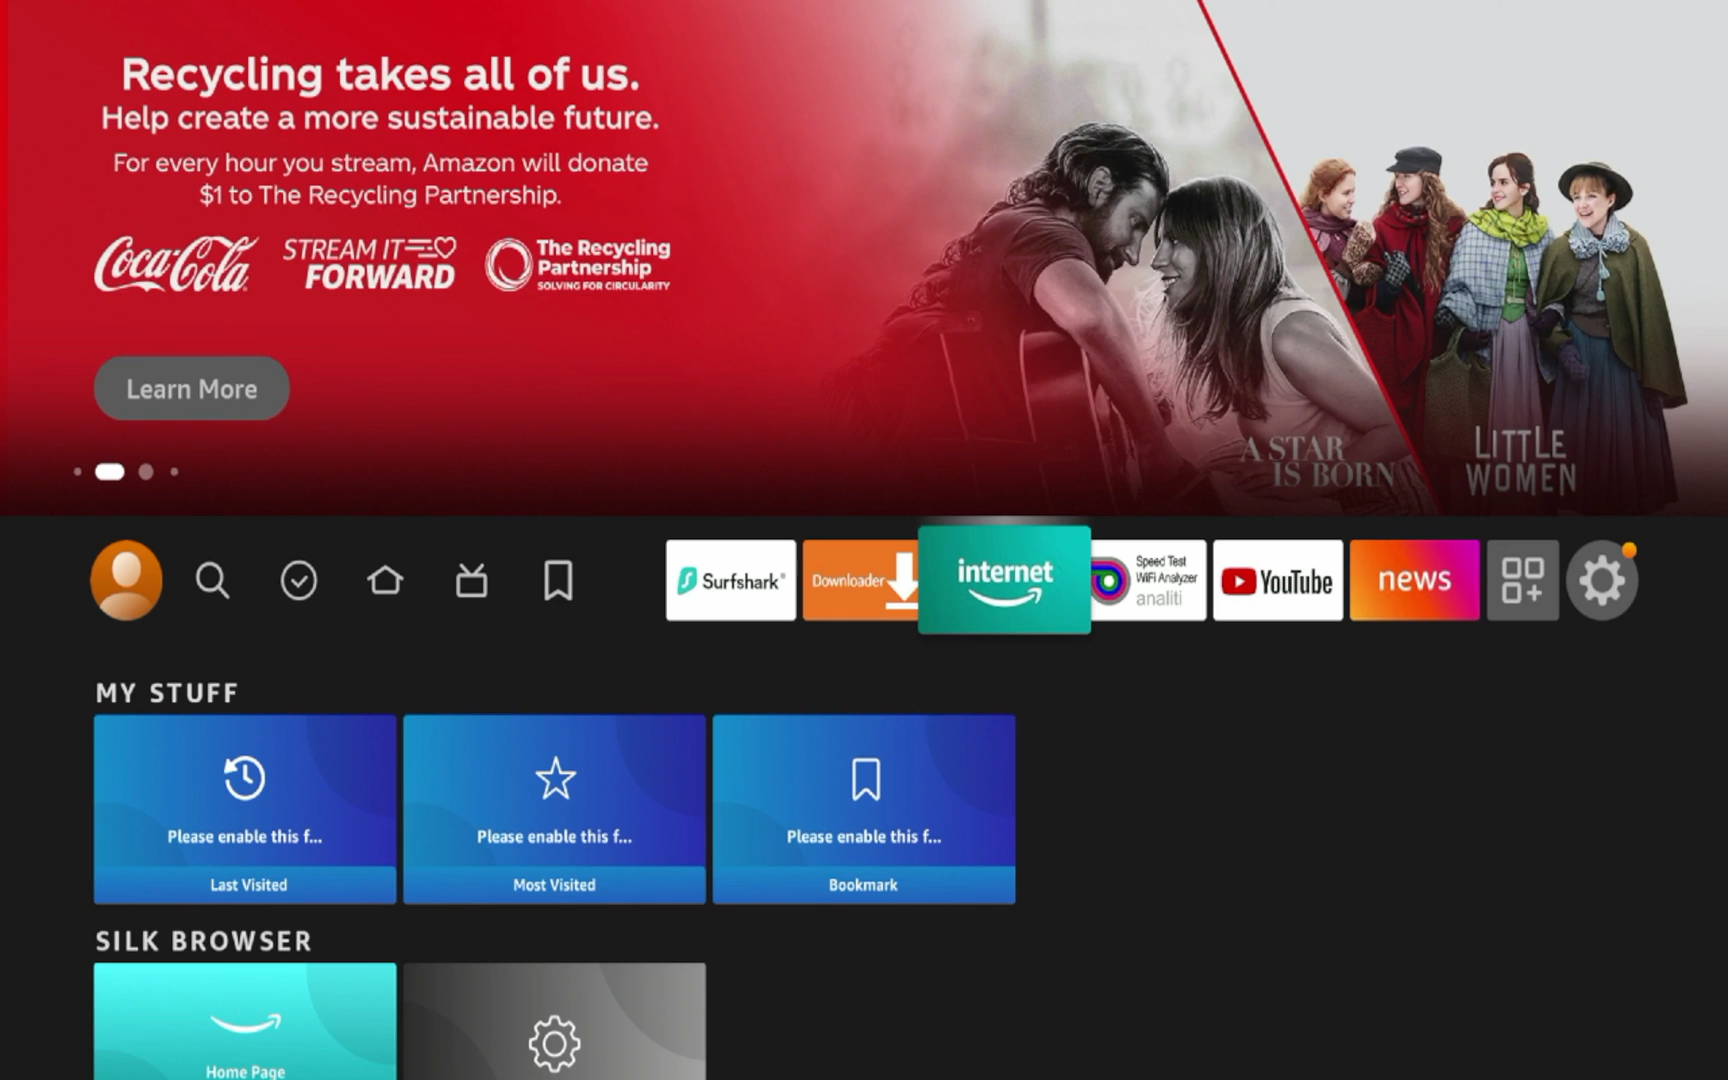 Recycling takes all of us.
Help create a more sustainable future.
For every hour you stream, Amazon will donate
$1 to The Recycling Partnership.
Coca-Cola
STREAM IT
FORWARD
The Recycling
Partnership
SOLVING FOR CIRCULARITY
Learn More
A STAR
IS BORN
LITTLE
WOMEN
Surfshark
Downloader
internet
Speed Test
WiFi Analyzer
analiti
YouTube
news
MY STUFF
Please enable this f...
Please enable this f...
Please enable this f...
Last Visited
Most Visited
Bookmark
SILK BROWSER
Home Page